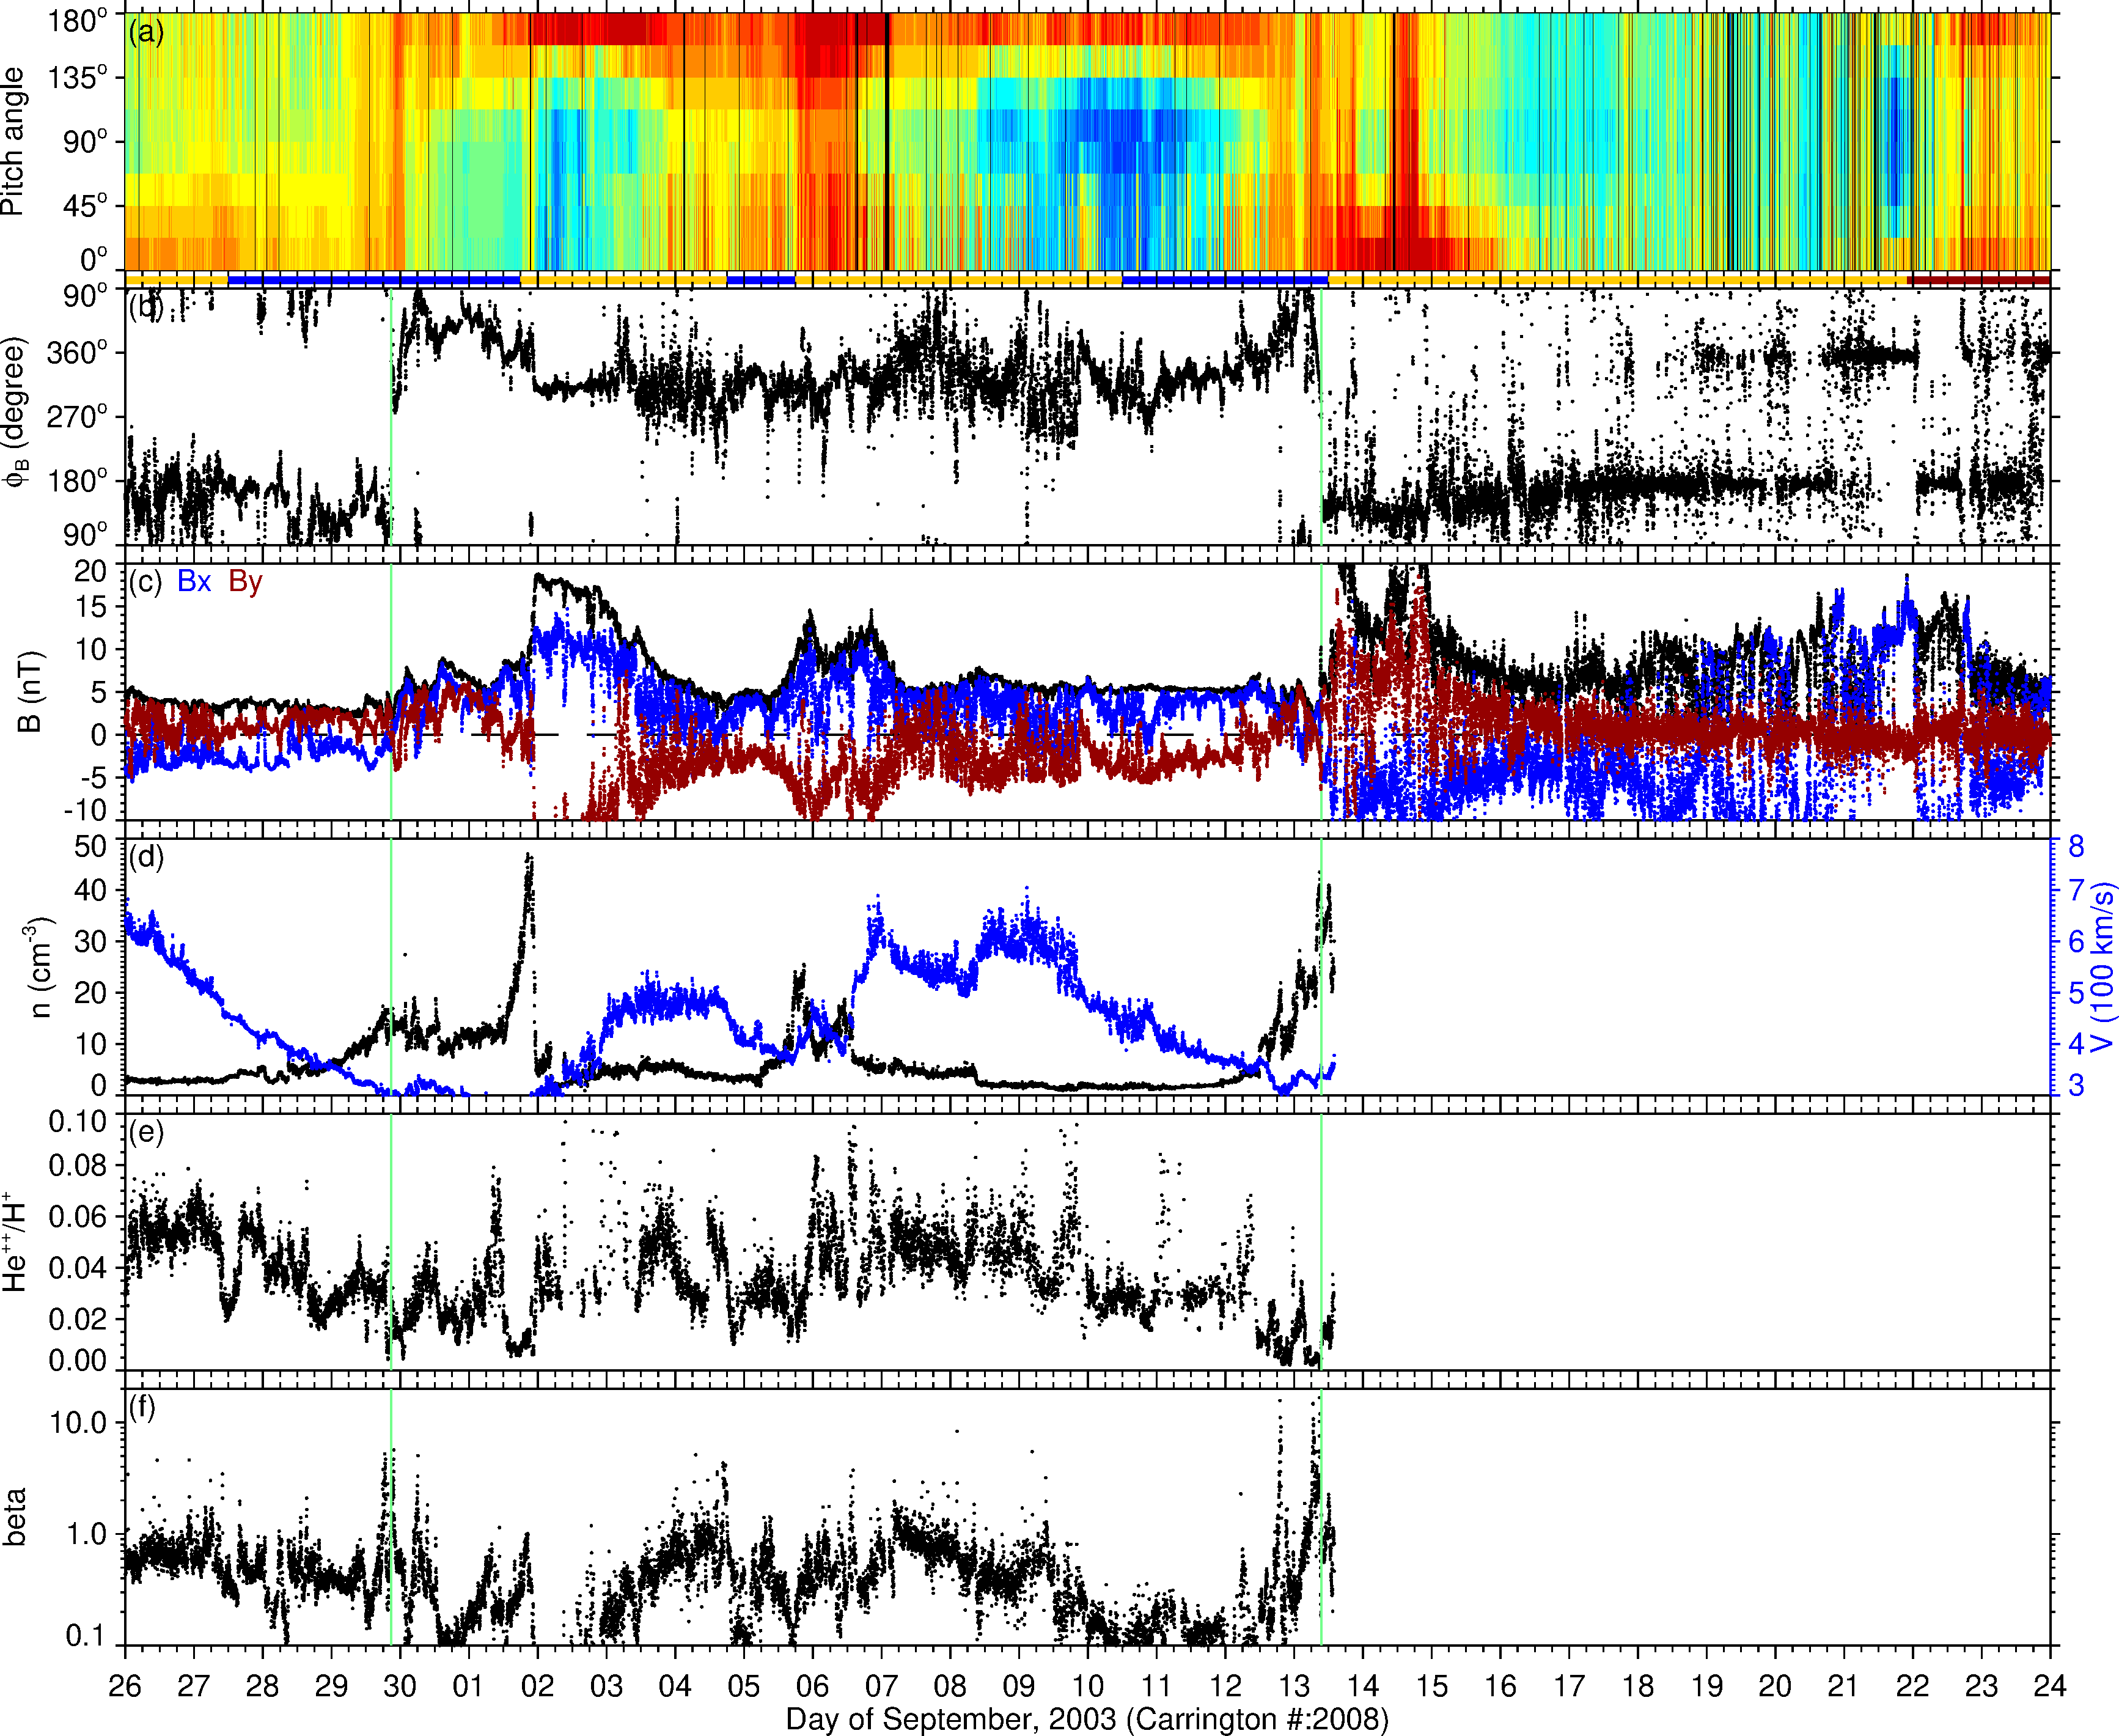 (a)
180°
135°
90°
45°
0°
Pitch angle
(b)
90°
360°
270°
180°
90°
ϕB (degree)
(c) Bx By
20
15
10
5
0
-5
-10
B (nT)
(d)
50
40
30
20
10
0
n (cm-3)
8
7
6
5
4
3
V (100 km/s)
(e)
0.10
0.08
0.06
0.04
0.02
0.00
He++/H+
(f)
10.0
1.0
0.1
beta
26 27 28 29 30 01 02 03 04 05 06 07 08 09 10 11 12 13 14 15 16 17 18 19 20 21 22 23 24
Day of September, 2003 (Carrington #:2008)